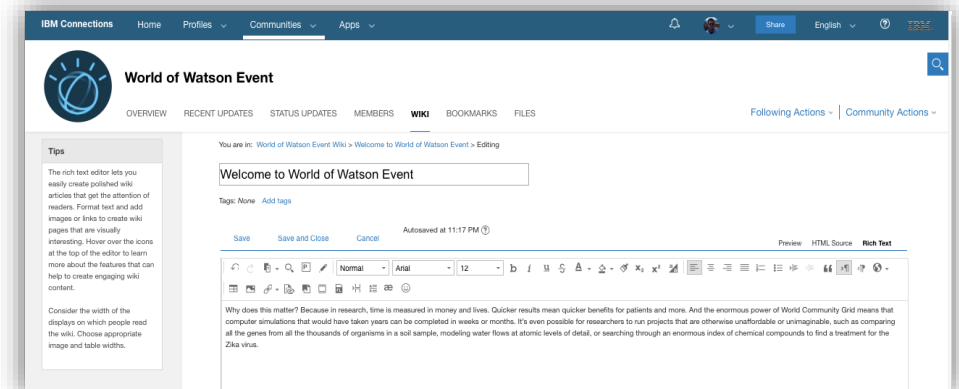 IBM Connections Home Profiles Communities Apps Share English IBM
World of Watson Event
OVERVIEW RECENT UPDATES STATUS UPDATES MEMBERS WIKI BOOKMARKS FILES
Following Actions Community Actions
Tips
The rich text editor lets you
easily create polished wiki
articles that get the attention of
readers. Format text and add
images or links to create wiki
pages that are visually
interesting. Hover over the icons
at the top of the editor to learn
more about the features that can
help to create engaging wiki
content.
Consider the width of the
displays on which people read
the wiki. Choose appropriate
image and table widths.
You are in: World of Watson Event Wiki > Welcome to World of Watson Event > Editing
Welcome to World of Watson Event
Tags: None Add tags
Save Save and Close Cancel Autosaved at 11:17 PM
Preview HTML Source Rich Text
Normal Arial 12
Why does this matter? Because in research, time is measured in money and lives. Quicker results mean quicker benefits for patients and more. And the enormous power of World Community Grid means that
computer simulations that would have taken years can be completed in weeks or months. It's even possible for researchers to run projects that are otherwise unaffordable or unimaginable, such as comparing
all the genes from all the thousands of organisms in a soil sample, modeling water flows at atomic levels of detail, or searching through an enormous index of chemical compounds to find a treatment for the
Zika virus.